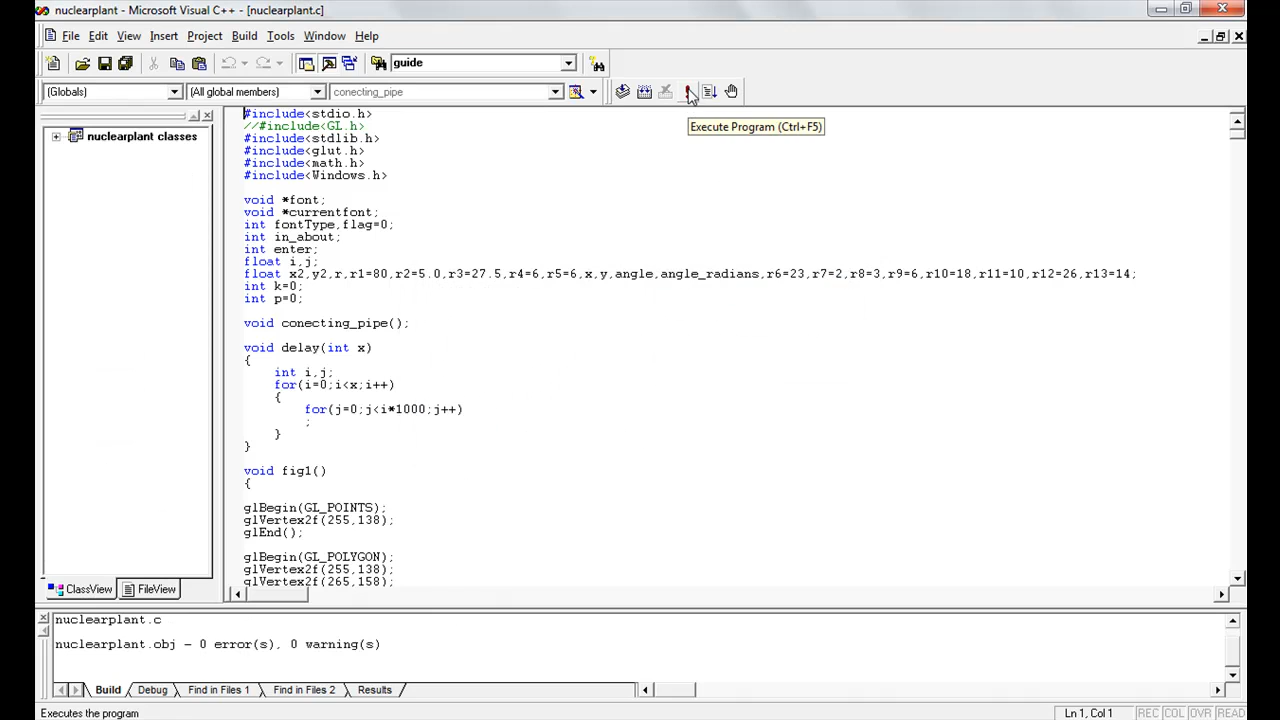 nuclearplant - Microsoft Visual C++ - [nuclearplant.c]
File Edit View Insert Project Build Tools Window Help
guide
(Globals) (All global members) conecting_pipe
Execute Program (Ctrl+F5)
nuclearplant classes
#include<stdio.h>
//#include<GL.h>
#include<stdlib.h>
#include<glut.h>
#include<math.h>
#include<Windows.h>
void *font;
void *currentfont;
int fontType,flag=0;
int in_about;
int enter;
float i,j;
float x2,y2,r,r1=80,r2=5.0,r3=27.5,r4=6,r5=6,x,y,angle,angle_radians,r6=23,r7=2,r8=3,r9=6,r10=18,r11=10,r12=26,r13=14;
int k=0;
int p=0;
void conecting_pipe();
void delay(int x)
{
int i,j;
for(i=0;i<x;i++)
{
for(j=0;j<i*1000;j++)
;
}
}
void fig1()
{
glBegin(GL_POINTS);
glVertex2f(255,138);
glEnd();
glBegin(GL_POLYGON);
glVertex2f(255,138);
glVertex2f(265,158);
ClassView FileView
nuclearplant.c
nuclearplant.obj - 0 error(s), 0 warning(s)
Build Debug Find in Files 1 Find in Files 2 Results
Executes the program Ln 1, Col 1 REC COL OVR READ